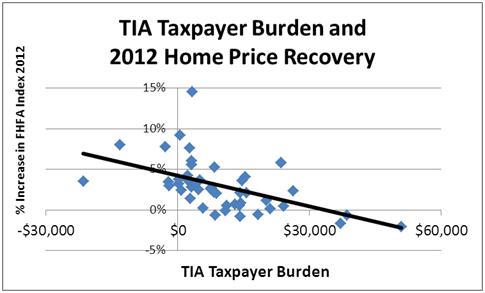 TIA Taxpayer Burden and
2012 Home Price Recovery
% Increase in FHFA Index 2012
15%
10%
5%
0%
-$30,000 $0 $30,000 $60,000
-5%
TIA Taxpayer Burden